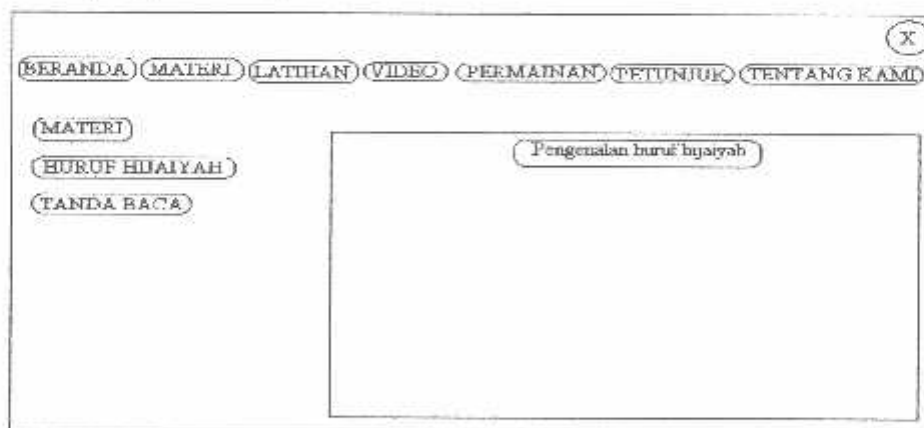 X
BERANDA MATERI LATIHAN VIDEO PERMAINAN PETUNJUK TENTANG KAMI
MATERI
HURUF HIJAIYAH
TANDA BACA
Pengenalan huruf hijaiyah